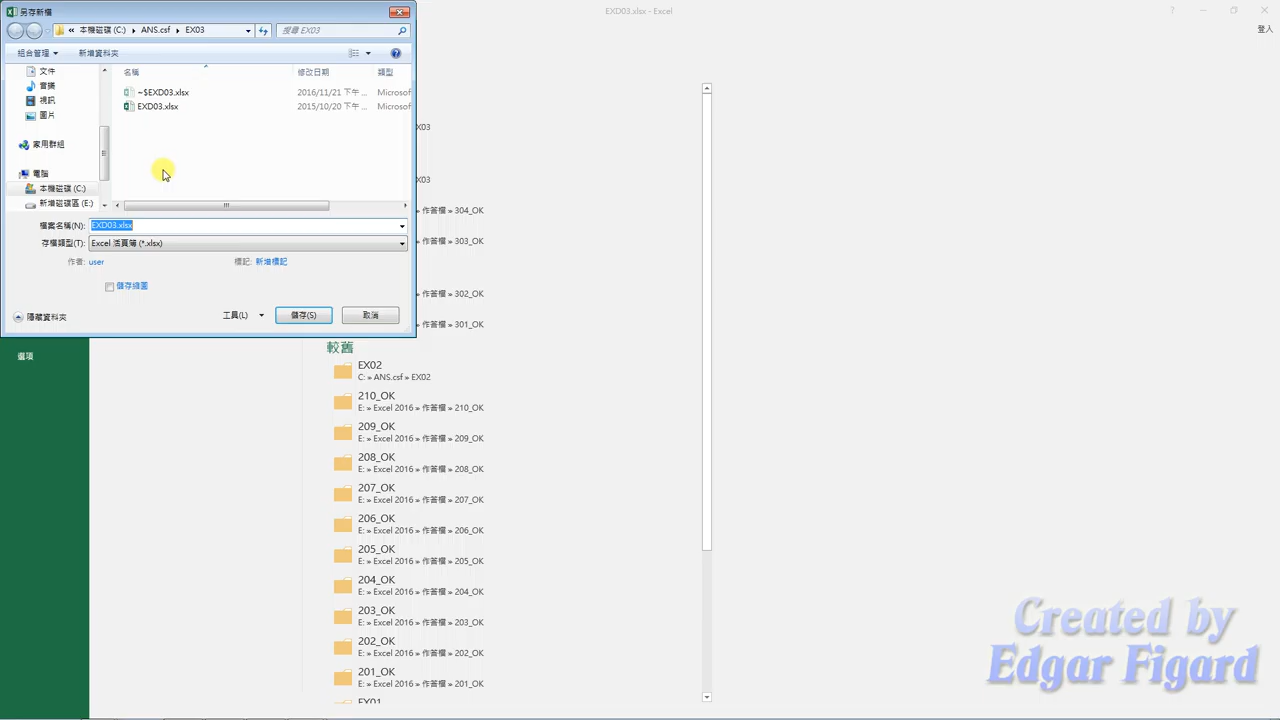 另存新檔
EXD03.xlsx - Excel
?
登入
« 本機磁碟 (C:) ▸ ANS.csf ▸ EX03
搜尋 EX03
組合管理 ▼ 新增資料夾
名稱 修改日期 類型
~$EXD03.xlsx 2016/11/21 下午 ... Microsof
EXD03.xlsx 2015/10/20 下午 ... Microsof
文件
音樂
視訊
圖片
家用群組
電腦
本機磁碟 (C:)
新增磁碟區 (E:)
檔案名稱(N): EXD03.xlsx
存檔類型(T): Excel 活頁簿 (*.xlsx)
作者: user 標記: 新增標記
儲存縮圖
隱藏資料夾 工具(L) 儲存(S) 取消
X03
X03
» 作答檔 » 304_OK
» 作答檔 » 303_OK
» 作答檔 » 302_OK
» 作答檔 » 301_OK
選項
較舊
EX02
C: » ANS.csf » EX02
210_OK
E: » Excel 2016 » 作答檔 » 210_OK
209_OK
E: » Excel 2016 » 作答檔 » 209_OK
208_OK
E: » Excel 2016 » 作答檔 » 208_OK
207_OK
E: » Excel 2016 » 作答檔 » 207_OK
206_OK
E: » Excel 2016 » 作答檔 » 206_OK
205_OK
E: » Excel 2016 » 作答檔 » 205_OK
204_OK
E: » Excel 2016 » 作答檔 » 204_OK
203_OK
E: » Excel 2016 » 作答檔 » 203_OK
202_OK
E: » Excel 2016 » 作答檔 » 202_OK
201_OK
E: » Excel 2016 » 作答檔 » 201_OK
EX01
Created by
Edgar Figard